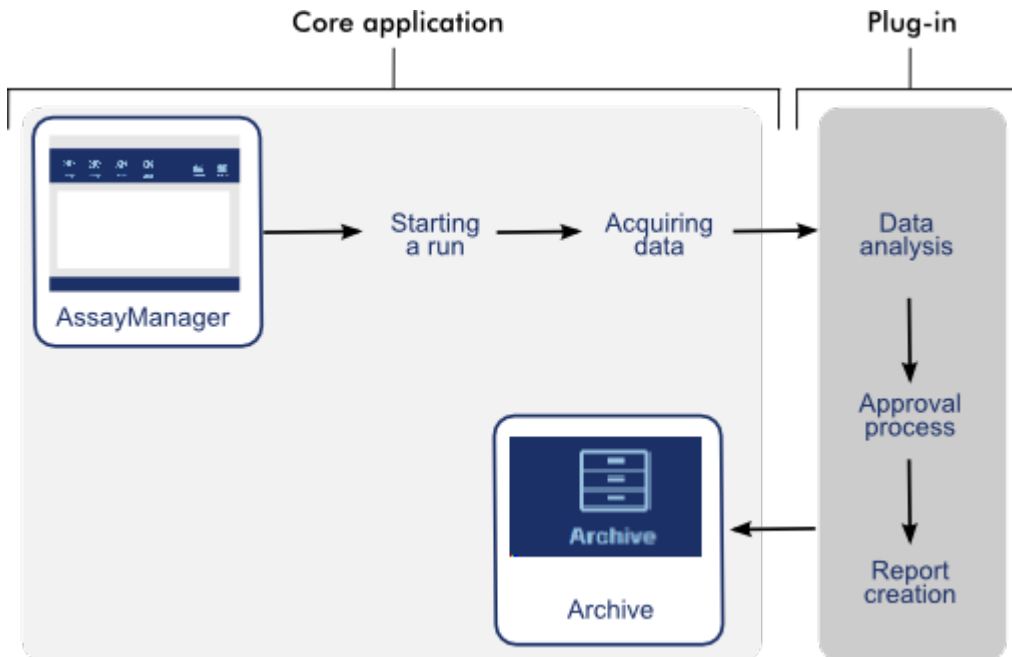 Core application
Plug-in
AssayManager
Starting
a run
Acquiring
data
Data
analysis
Approval
process
Archive
Archive
Report
creation